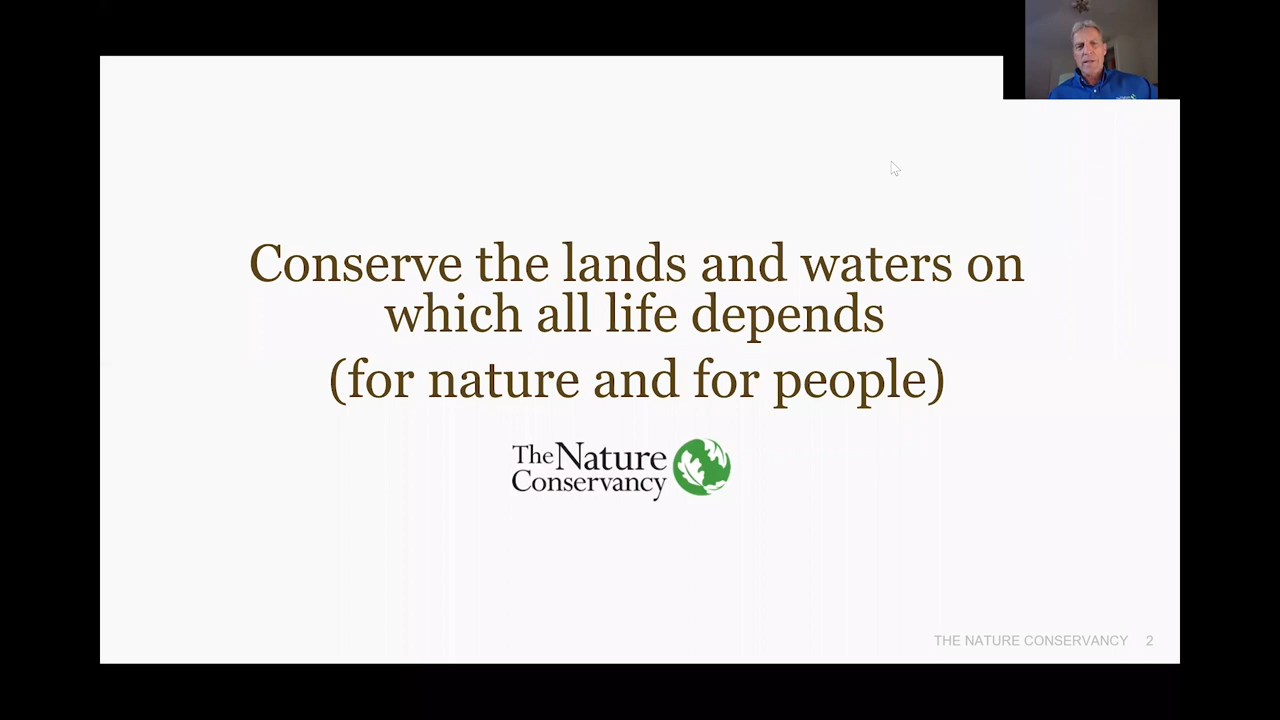 Conserve the lands and waters on
which all life depends
(for nature and for people)
The Nature
Conservancy
THE NATURE CONSERVANCY 2